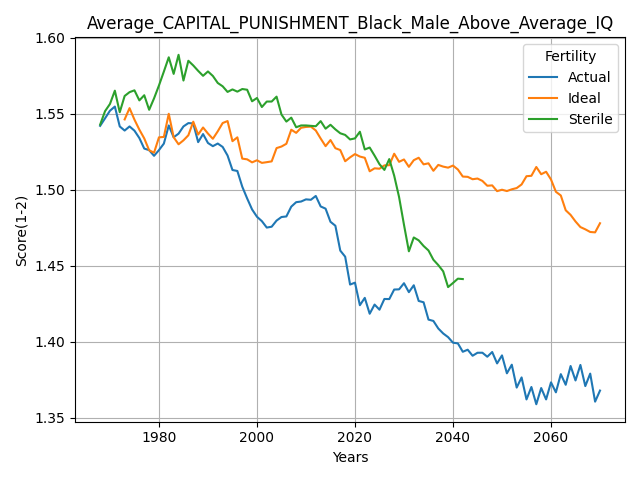 Average_CAPITAL_PUNISHMENT_Black_Male_Above_Average_IQ
Fertility
Actual
Ideal
Sterile
Score(1-2)
1.60
1.55
1.50
1.45
1.40
1.35
1980
2000
2020
2040
2060
Years